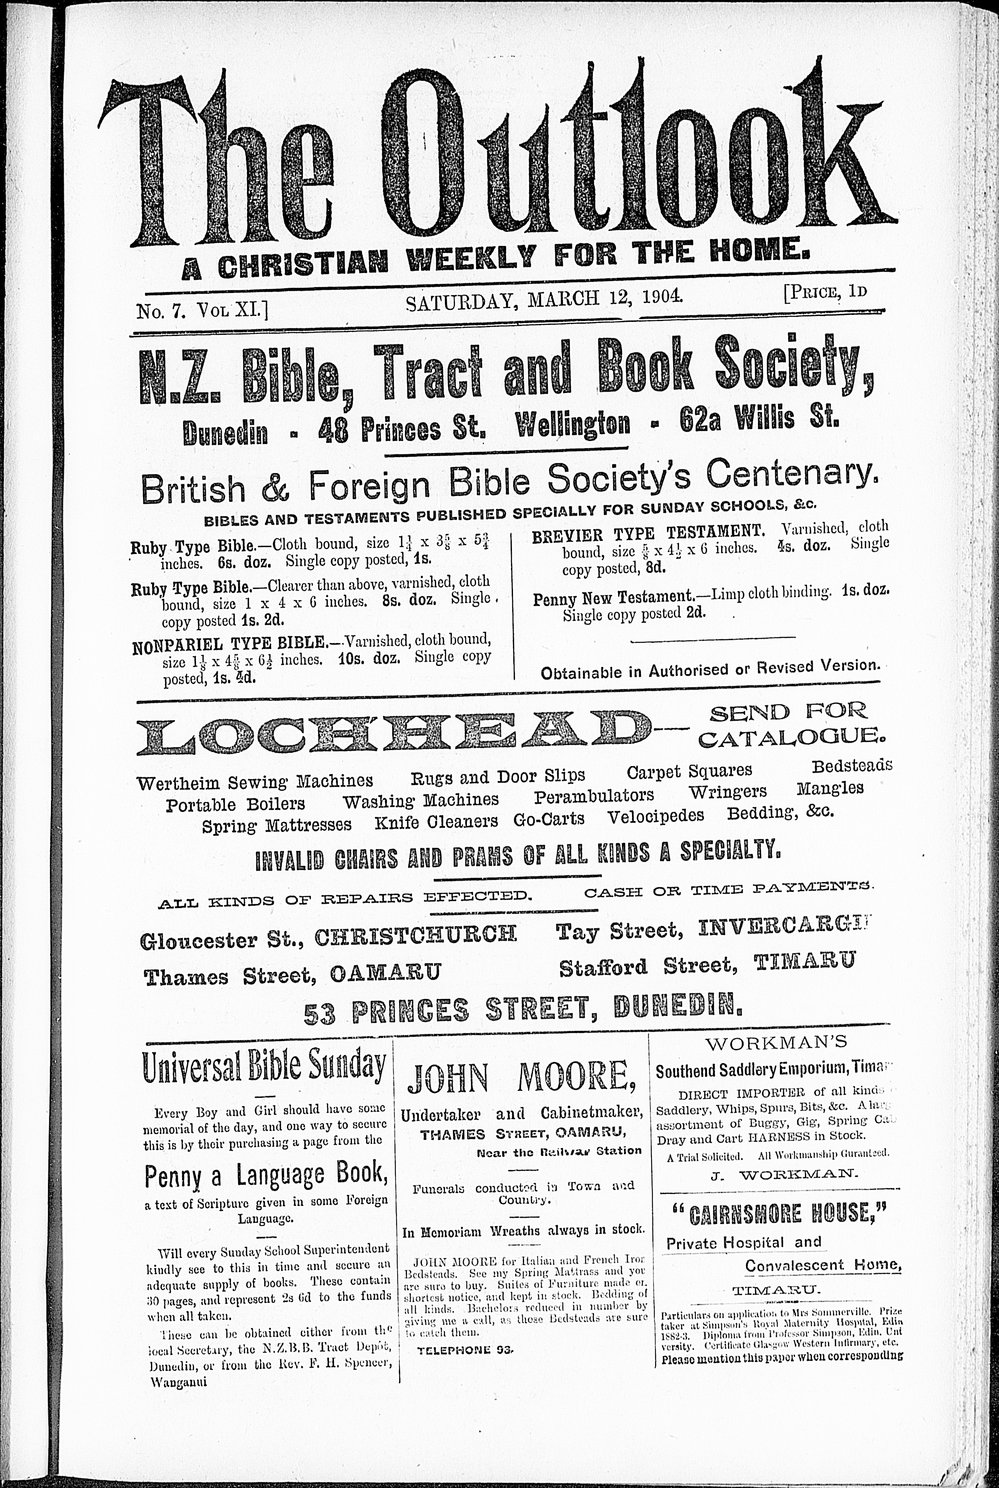 The Outlook
A CHRISTIAN WEEKLY FOR THE HOME.
No. 7. VOL XI.] SATURDAY, MARCH 12, 1904. [PRICE, 1D
N.Z. Bible, Tract and Book Society,
Dunedin - 48 Princes St. Wellington - 62a Willis St.
British & Foreign Bible Society's Centenary.
BIBLES AND TESTAMENTS PUBLISHED SPECIALLY FOR SUNDAY SCHOOLS, &c.
Ruby Type Bible.—Cloth bound, size 1¼ x 3⅝ x 5¾
inches. 6s. doz. Single copy posted, 1s.
Ruby Type Bible.—Clearer than above, varnished, cloth
bound, size 1 x 4 x 6 inches. 8s. doz. Single
copy posted 1s. 2d.
NONPARIEL TYPE BIBLE.—Varnished, cloth bound,
size 1⅛ x 4⅝ x 6½ inches. 10s. doz. Single copy
posted, 1s. 4d.
BREVIER TYPE TESTAMENT. Varnished, cloth
bound, size ⅝ x 4½ x 6 inches. 4s. doz. Single
copy posted, 8d.
Penny New Testament.—Limp cloth binding. 1s. doz.
Single copy posted 2d.
Obtainable in Authorised or Revised Version.
LOCHHEAD— SEND FOR
CATALOGUE.
Wertheim Sewing Machines Rugs and Door Slips Carpet Squares Bedsteads
Portable Boilers Washing Machines Perambulators Wringers Mangles
Spring Mattresses Knife Cleaners Go-Carts Velocipedes Bedding, &c.
INVALID CHAIRS AND PRAMS OF ALL KINDS A SPECIALTY.
ALL KINDS OF REPAIRS EFFECTED. CASH OR TIME PAYMENTS.
Gloucester St., CHRISTCHURCH Tay Street, INVERCARGI
Thames Street, OAMARU Stafford Street, TIMARU
53 PRINCES STREET, DUNEDIN.
Universal Bible Sunday
Every Boy and Girl should have some
memorial of the day, and one way to secure
this is by their purchasing a page from the
Penny a Language Book,
a text of Scripture given in some Foreign
Language.
Will every Sunday School Superintendent
kindly see to this in time and secure an
adequate supply of books. These contain
30 pages, and represent 2s 6d to the funds
when all taken.
These can be obtained either from the
local Secretary, the N.Z.B.B. Tract Depôt,
Dunedin, or from the Rev. F. H. Spencer,
Wanganui
JOHN MOORE,
Undertaker and Cabinetmaker,
THAMES STREET, OAMARU,
Near the Railway Station
Funerals conducted in Town and
Country.
In Memoriam Wreaths always in stock.
JOHN MOORE for Italian and French Iror
Bedsteads. See my Spring Mattrass and you
are sure to buy. Suites of Furniture made or.
shortest notice, and kept in stock. Bedding of
all kinds. Bachelors reduced in number by
giving me a call, as these Bedsteads are sure
to catch them.
TELEPHONE 93.
WORKMAN'S
Southend Saddlery Emporium, Tima
DIRECT IMPORTER of all kinds
Saddlery, Whips, Spurs, Bits, &c. A
assortment of Buggy, Gig, Spring
Dray and Cart HARNESS in Stock.
A Trial Solicited. All Workmanship Guranteed.
J. WORKMAN.
"CAIRNSMORE HOUSE,"
Private Hospital and
Convalescent Home,
TIMARU.
Particulars on application to Mrs Sommerville. Prize
taker at Simpson's Royal Maternity Hospital, Edin
1882-3. Diploma from Professor Simpson, Edin. Uni
versity. Certificate Glasgow Western Infirmary, etc.
Please mention this paper when corresponding